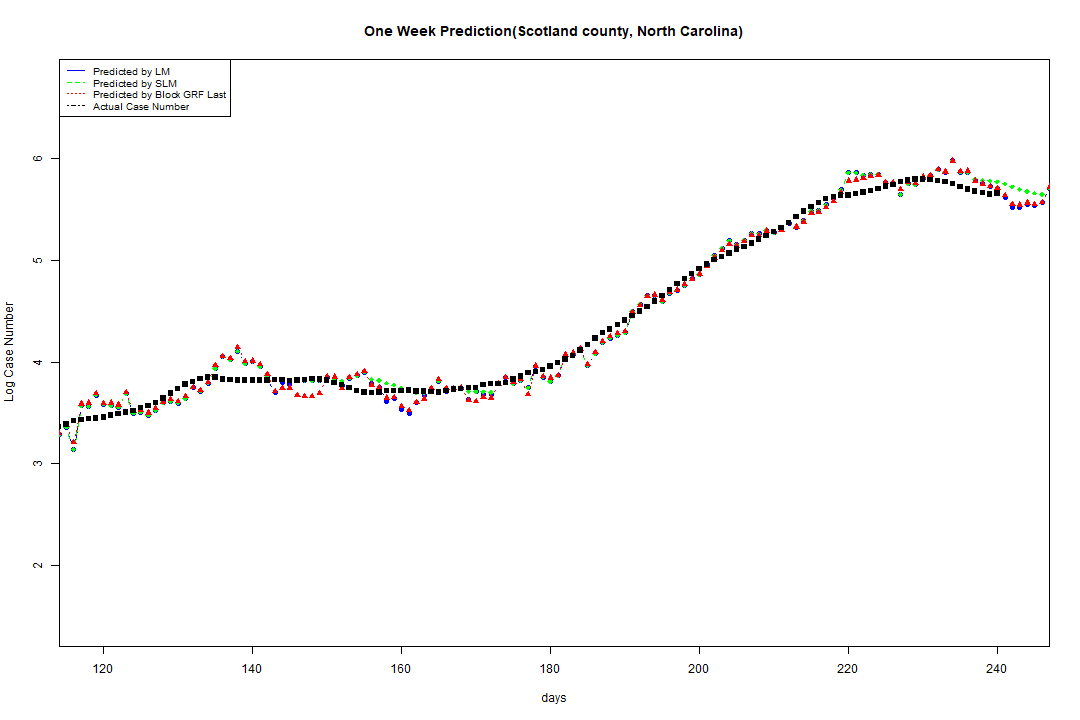 One Week Prediction(Scotland county, North Carolina)
Predicted by LM
Predicted by SLM
Predicted by Block GRF Last
Actual Case Number
6
5
4
3
2
Log Case Number
120 140 160 180 200 220 240
days